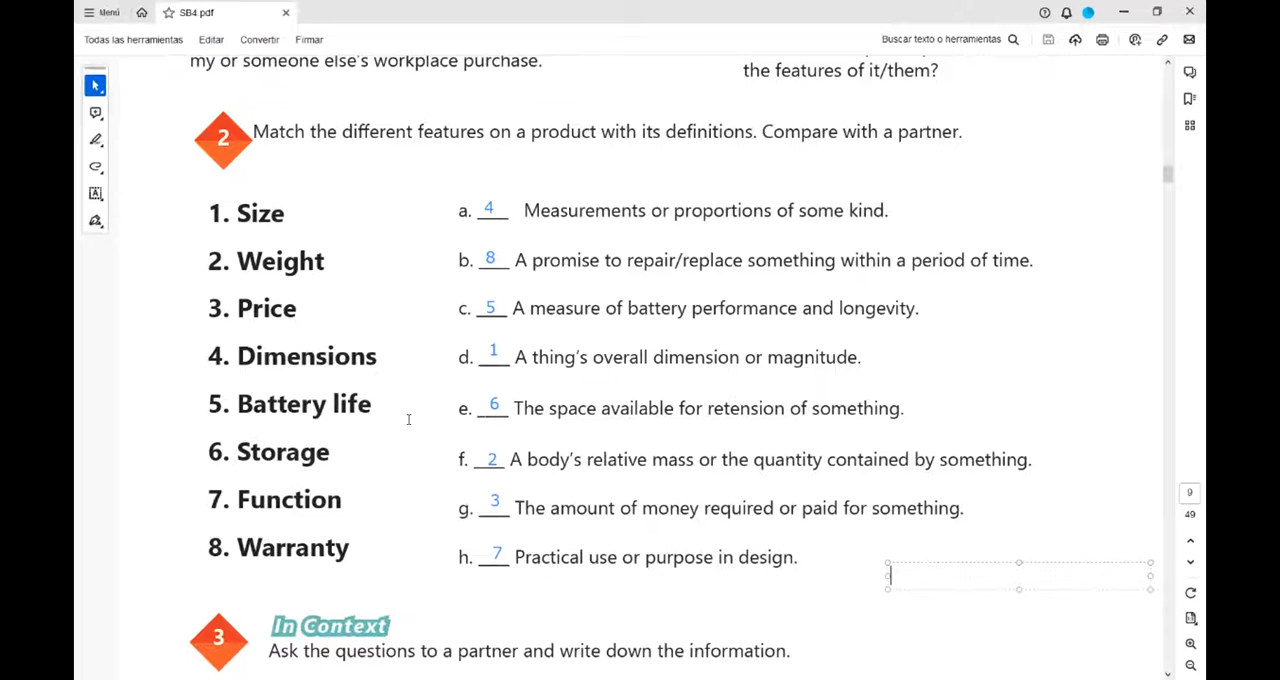 Menú
SB4.pdf
Todas las herramientas Editar Convertir Firmar
Buscar texto o herramientas
my or someone else's workplace purchase.
the features of it/them?
2 Match the different features on a product with its definitions. Compare with a partner.
1. Size
a. 4 Measurements or proportions of some kind.
2. Weight
b. 8 A promise to repair/replace something within a period of time.
3. Price
c. 5 A measure of battery performance and longevity.
4. Dimensions
d. 1 A thing's overall dimension or magnitude.
5. Battery life
e. 6 The space available for retension of something.
6. Storage
f. 2 A body's relative mass or the quantity contained by something.
7. Function
g. 3 The amount of money required or paid for something.
8. Warranty
h. 7 Practical use or purpose in design.
9
49
3 In Context
Ask the questions to a partner and write down the information.